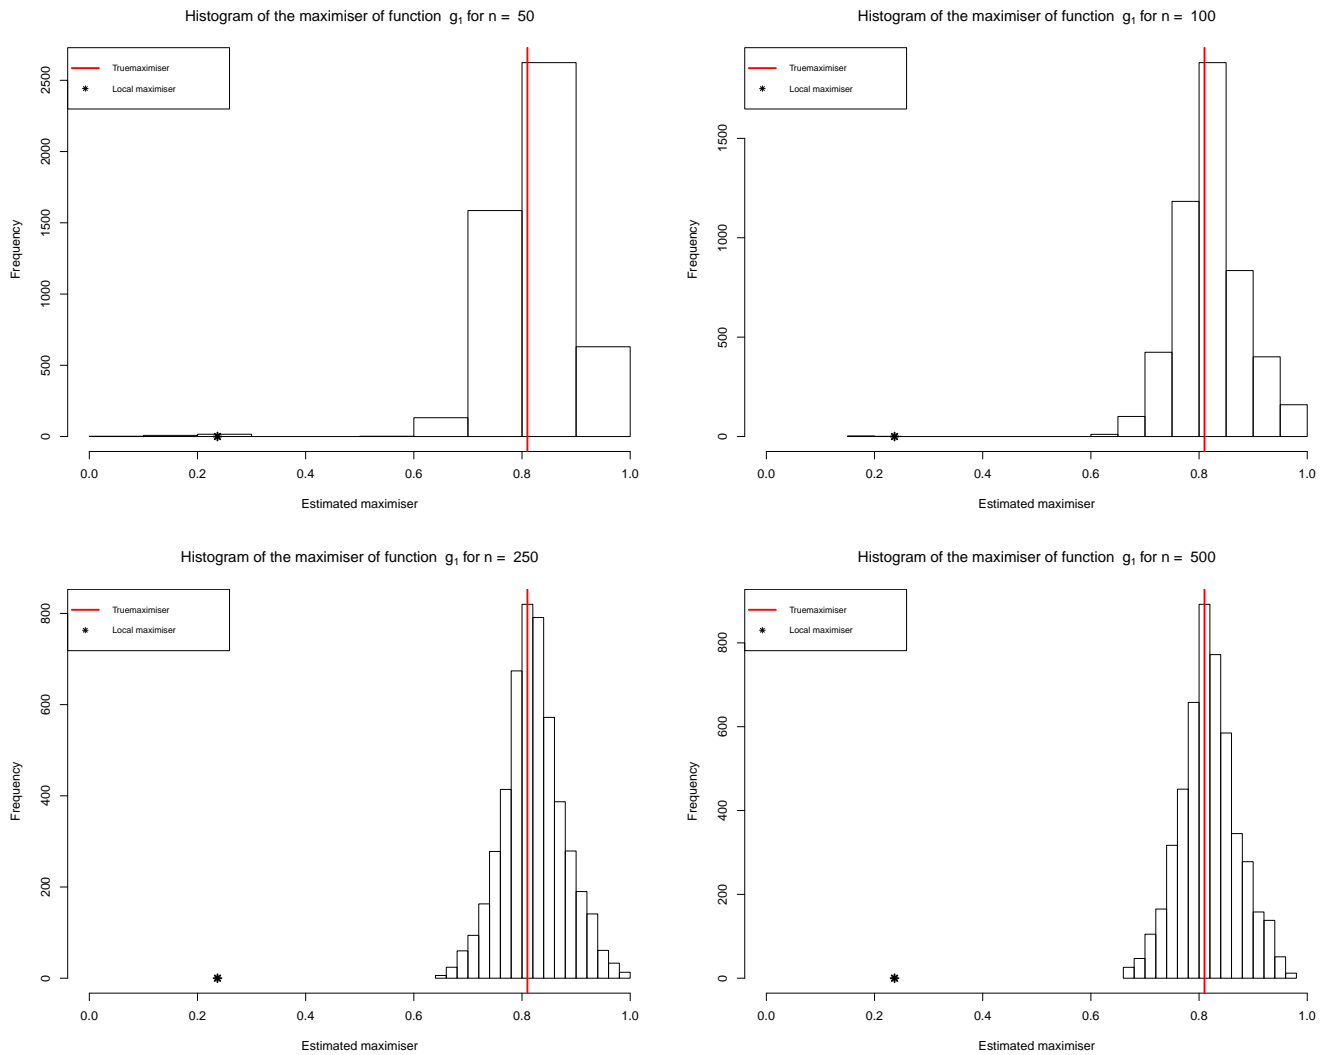 Histogram of the maximiser of function g₁ for n = 50
Truemaximiser
Local maximiser
Frequency
0
500
1000
1500
2000
2500
0.0 0.2 0.4 0.6 0.8 1.0
Estimated maximiser
Histogram of the maximiser of function g₁ for n = 100
Truemaximiser
Local maximiser
Frequency
0
500
1000
1500
0.0 0.2 0.4 0.6 0.8 1.0
Estimated maximiser
Histogram of the maximiser of function g₁ for n = 250
Truemaximiser
Local maximiser
Frequency
0
200
400
600
800
0.0 0.2 0.4 0.6 0.8 1.0
Estimated maximiser
Histogram of the maximiser of function g₁ for n = 500
Truemaximiser
Local maximiser
Frequency
0
200
400
600
800
0.0 0.2 0.4 0.6 0.8 1.0
Estimated maximiser